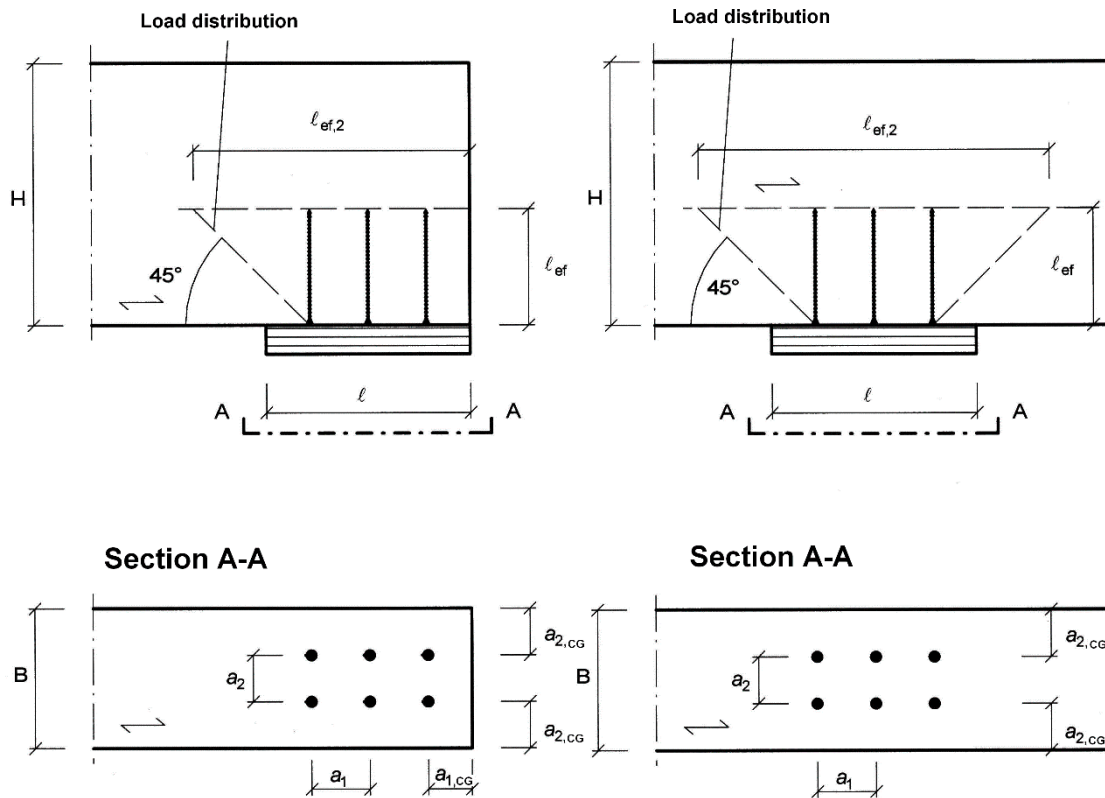 Load distribution
Load distribution
ℓef,2
ℓef,2
H
H
45°
ℓef
45°
ℓef
ℓ
ℓ
A A
A A
Section A-A
Section A-A
B
a2
a2,CG
a2,CG
a1
a1,CG
B
a2
a2,CG
a2,CG
a1